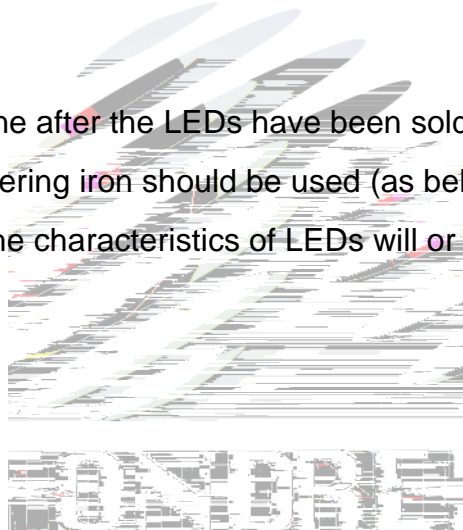 ne after the LEDs have been sold
ering iron should be used (as bel
ne characteristics of LEDs will or